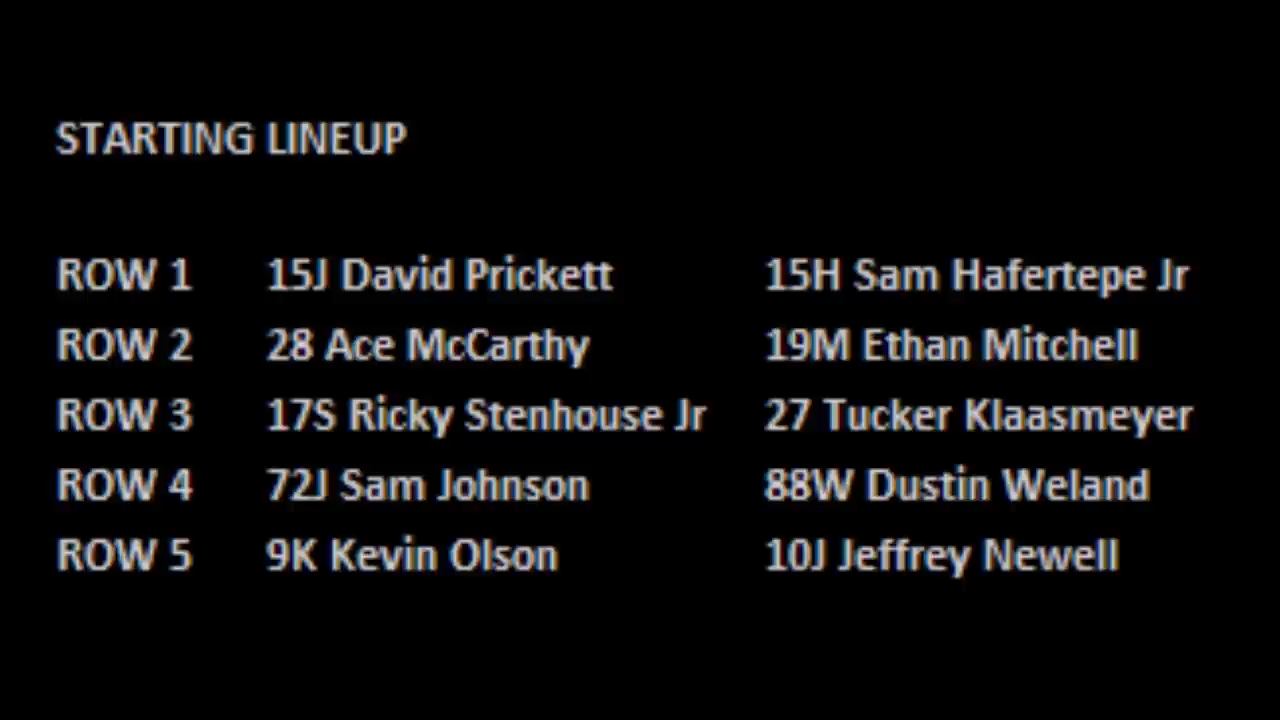 STARTING LINEUP
ROW 1 15J David Prickett 15H Sam Hafertepe Jr
ROW 2 28 Ace McCarthy 19M Ethan Mitchell
ROW 3 17S Ricky Stenhouse Jr 27 Tucker Klaasmeyer
ROW 4 72J Sam Johnson 88W Dustin Weland
ROW 5 9K Kevin Olson 10J Jeffrey Newell